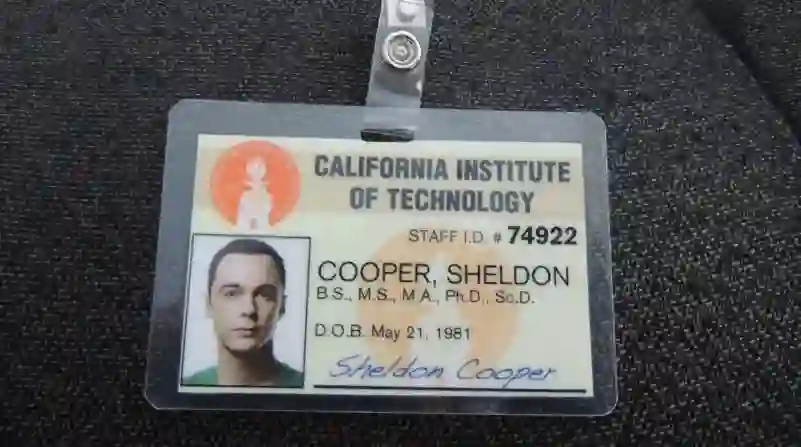 CALIFORNIA INSTITUTE
OF TECHNOLOGY
STAFF I.D. # 74922
COOPER, SHELDON
B.S., M.S., M.A., Ph.D., Sc.D.
D.O.B. May 21, 1981
Sheldon Cooper